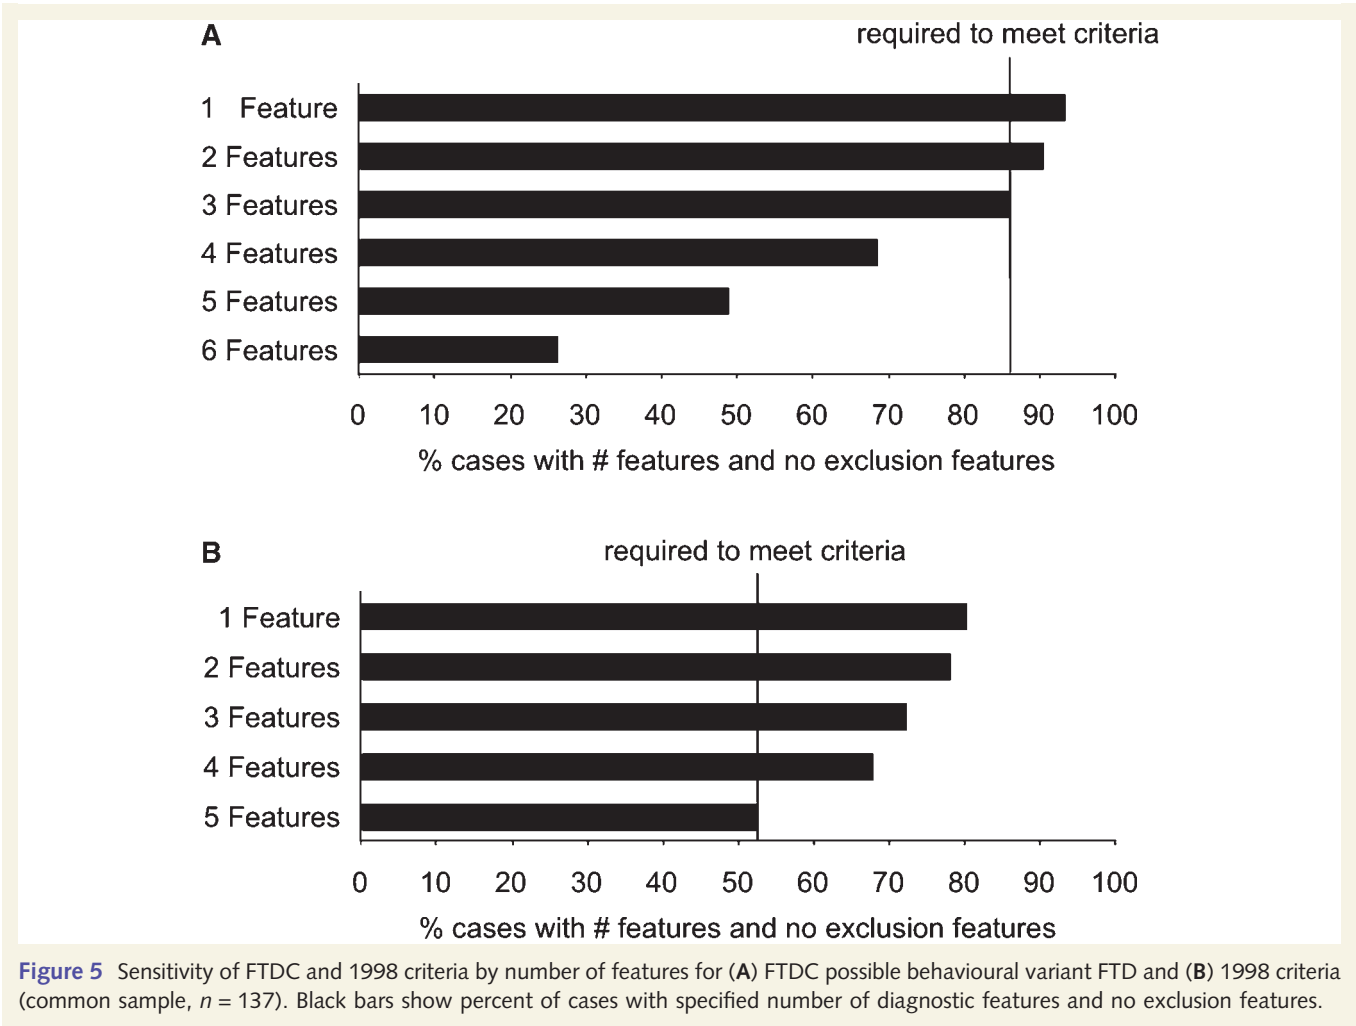 A
required to meet criteria
1 Feature
2 Features
3 Features
4 Features
5 Features
6 Features
0 10 20 30 40 50 60 70 80 90 100
% cases with # features and no exclusion features
B
required to meet criteria
1 Feature
2 Features
3 Features
4 Features
5 Features
0 10 20 30 40 50 60 70 80 90 100
% cases with # features and no exclusion features
Figure 5 Sensitivity of FTDC and 1998 criteria by number of features for (A) FTDC possible behavioural variant FTD and (B) 1998 criteria
(common sample, n = 137). Black bars show percent of cases with specified number of diagnostic features and no exclusion features.